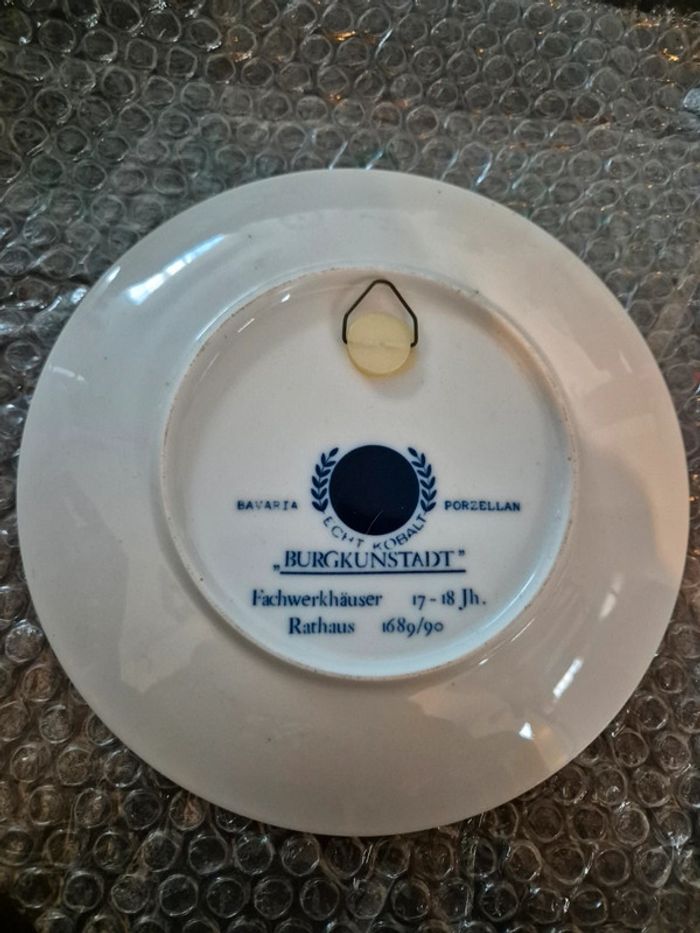 BAVARIA PORZELLAN
ECHT KOBALT
„BURGKUNSTADT”
Fachwerkhäuser 17-18 Jh.
Rathaus 1689/90